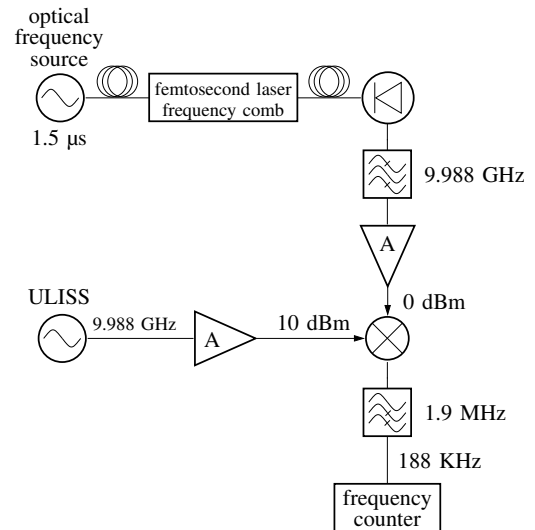 optical
frequency
source
1.5 µs
femtosecond laser
frequency comb
9.988 GHz
A
0 dBm
ULISS
9.988 GHz
A
10 dBm
1.9 MHz
188 KHz
frequency
counter